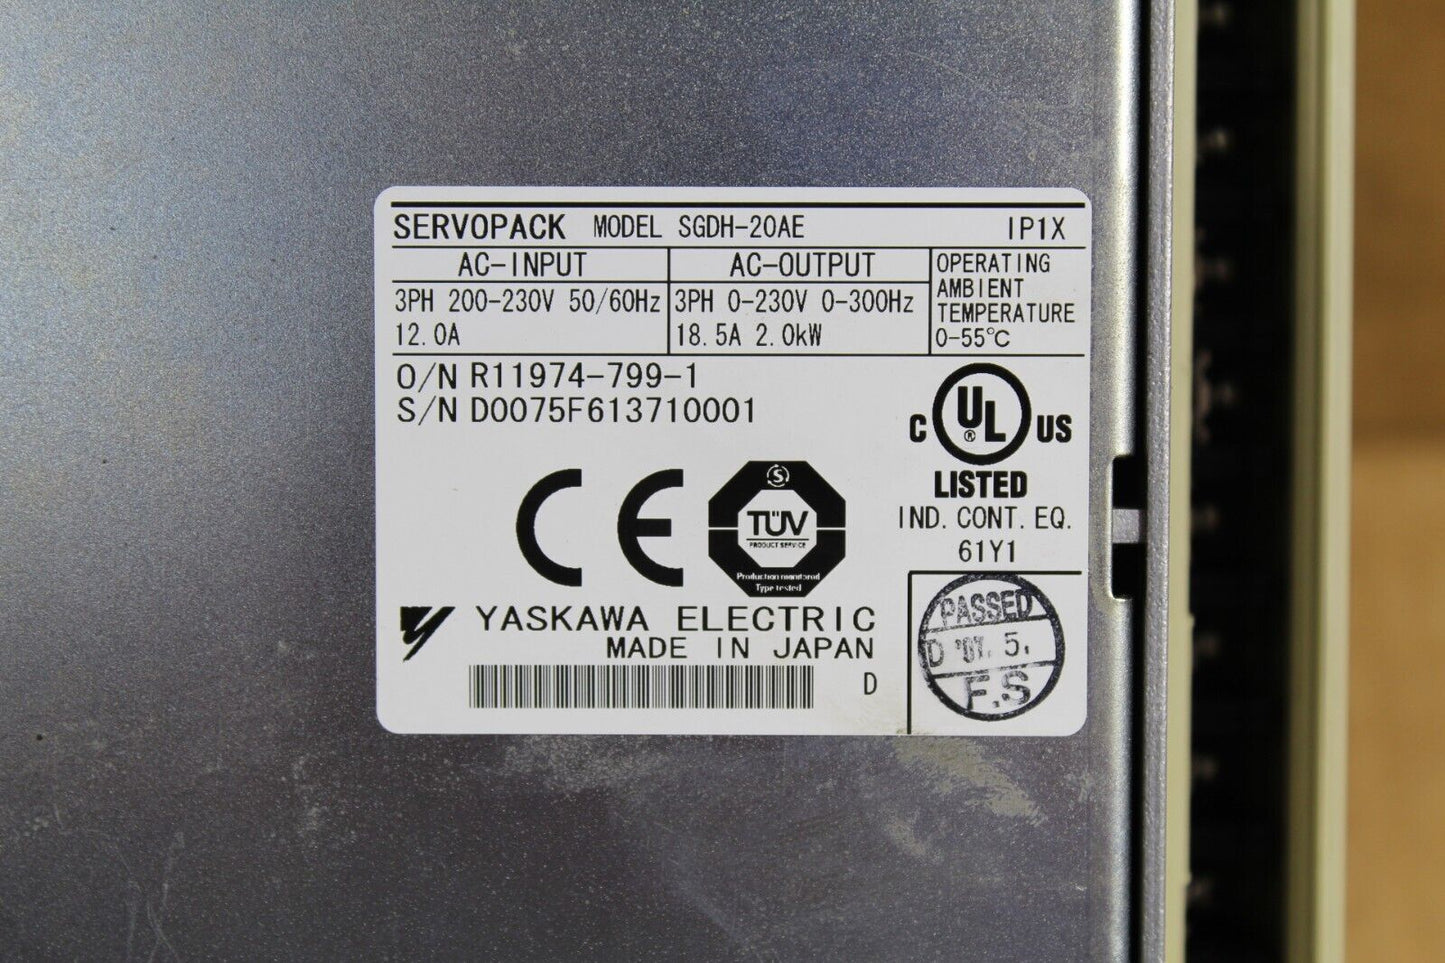 SERVOPACK MODEL SGDH-20AE IP1X
AC-INPUT AC-OUTPUT
3PH 200-230V 50/60Hz
12.0A
3PH 0-230V 0-300Hz
18.5A 2.0kW
OPERATING
AMBIENT
TEMPERATURE
0-55℃
O/N R11974-799-1
S/N D0075F613710001
C UL ® US
LISTED
IND. CONT. EQ.
61Y1
CE
S
TÜV
PRODUCT SERVICE
Production monitored
Type tested
YASKAWA ELECTRIC
MADE IN JAPAN
D
PASSED
D '07. 5.
F.S